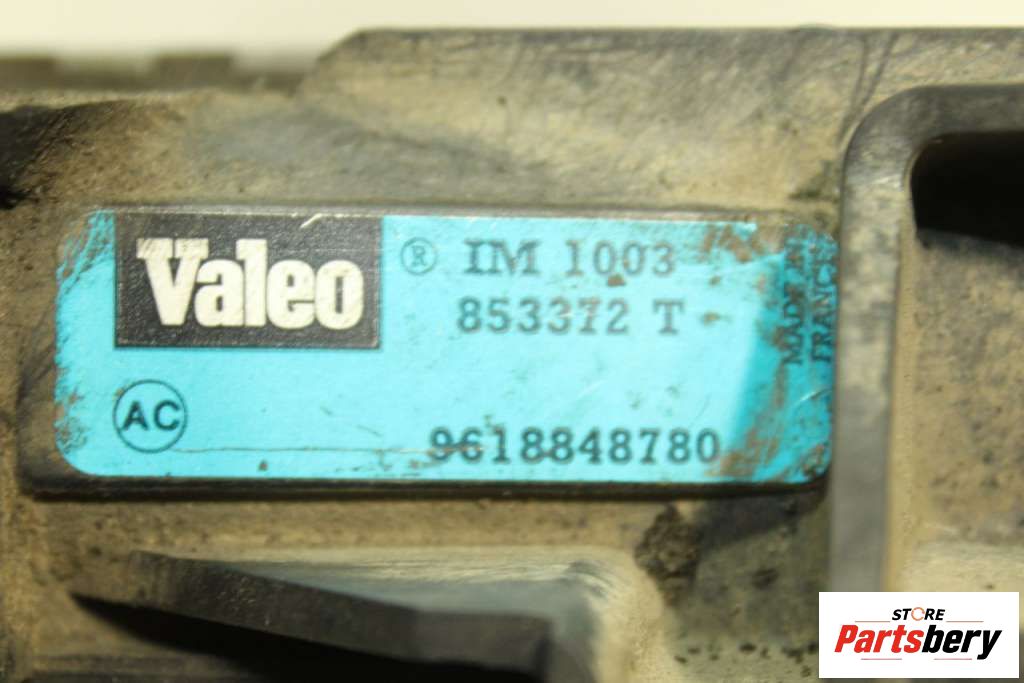 Valeo ® IM 1003
853372 T
MADE IN
FRANCE
AC
9618848780
STORE
Partsbery